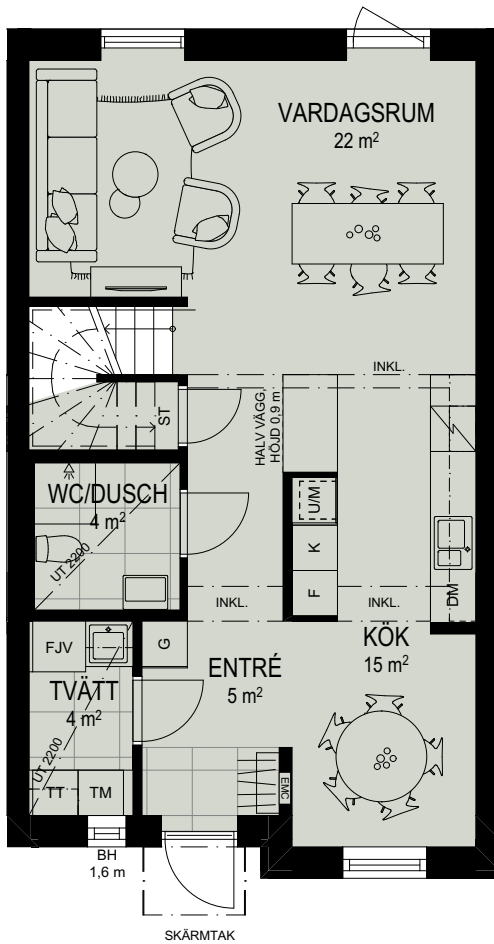 VARDAGSRUM
22 m²
INKL.
HALV VÄGG.
HÖJD 0,9 m
ST
WC/DUSCH
4 m²
UT 2200
U/M
K
F
DM
INKL.
INKL.
KÖK
15 m²
FJV
G
ENTRÉ
5 m²
TVÄTT
4 m²
UT 2200
TT
TM
EMC
BH
1,6 m
SKÄRMTAK